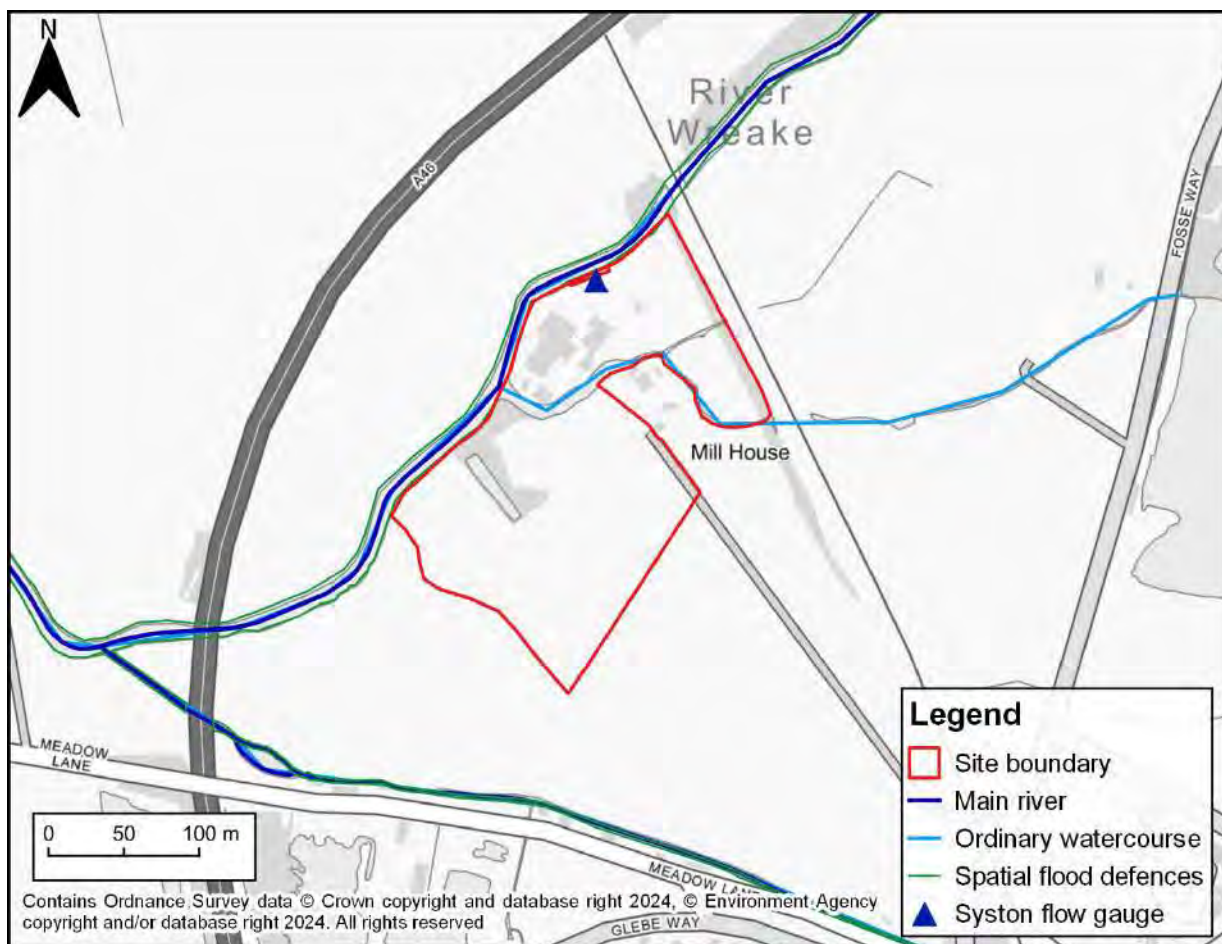 N
River
Wreake
A46
FOSSE WAY
Mill House
MEADOW
LANE
0 50 100 m
MEADOW LAN
GLEBE WAY
Legend
Site boundary
Main river
Ordinary watercourse
Spatial flood defences
Syston flow gauge
Contains Ordnance Survey data © Crown copyright and database right 2024, © Environment Agency
copyright and/or database right 2024. All rights reserved